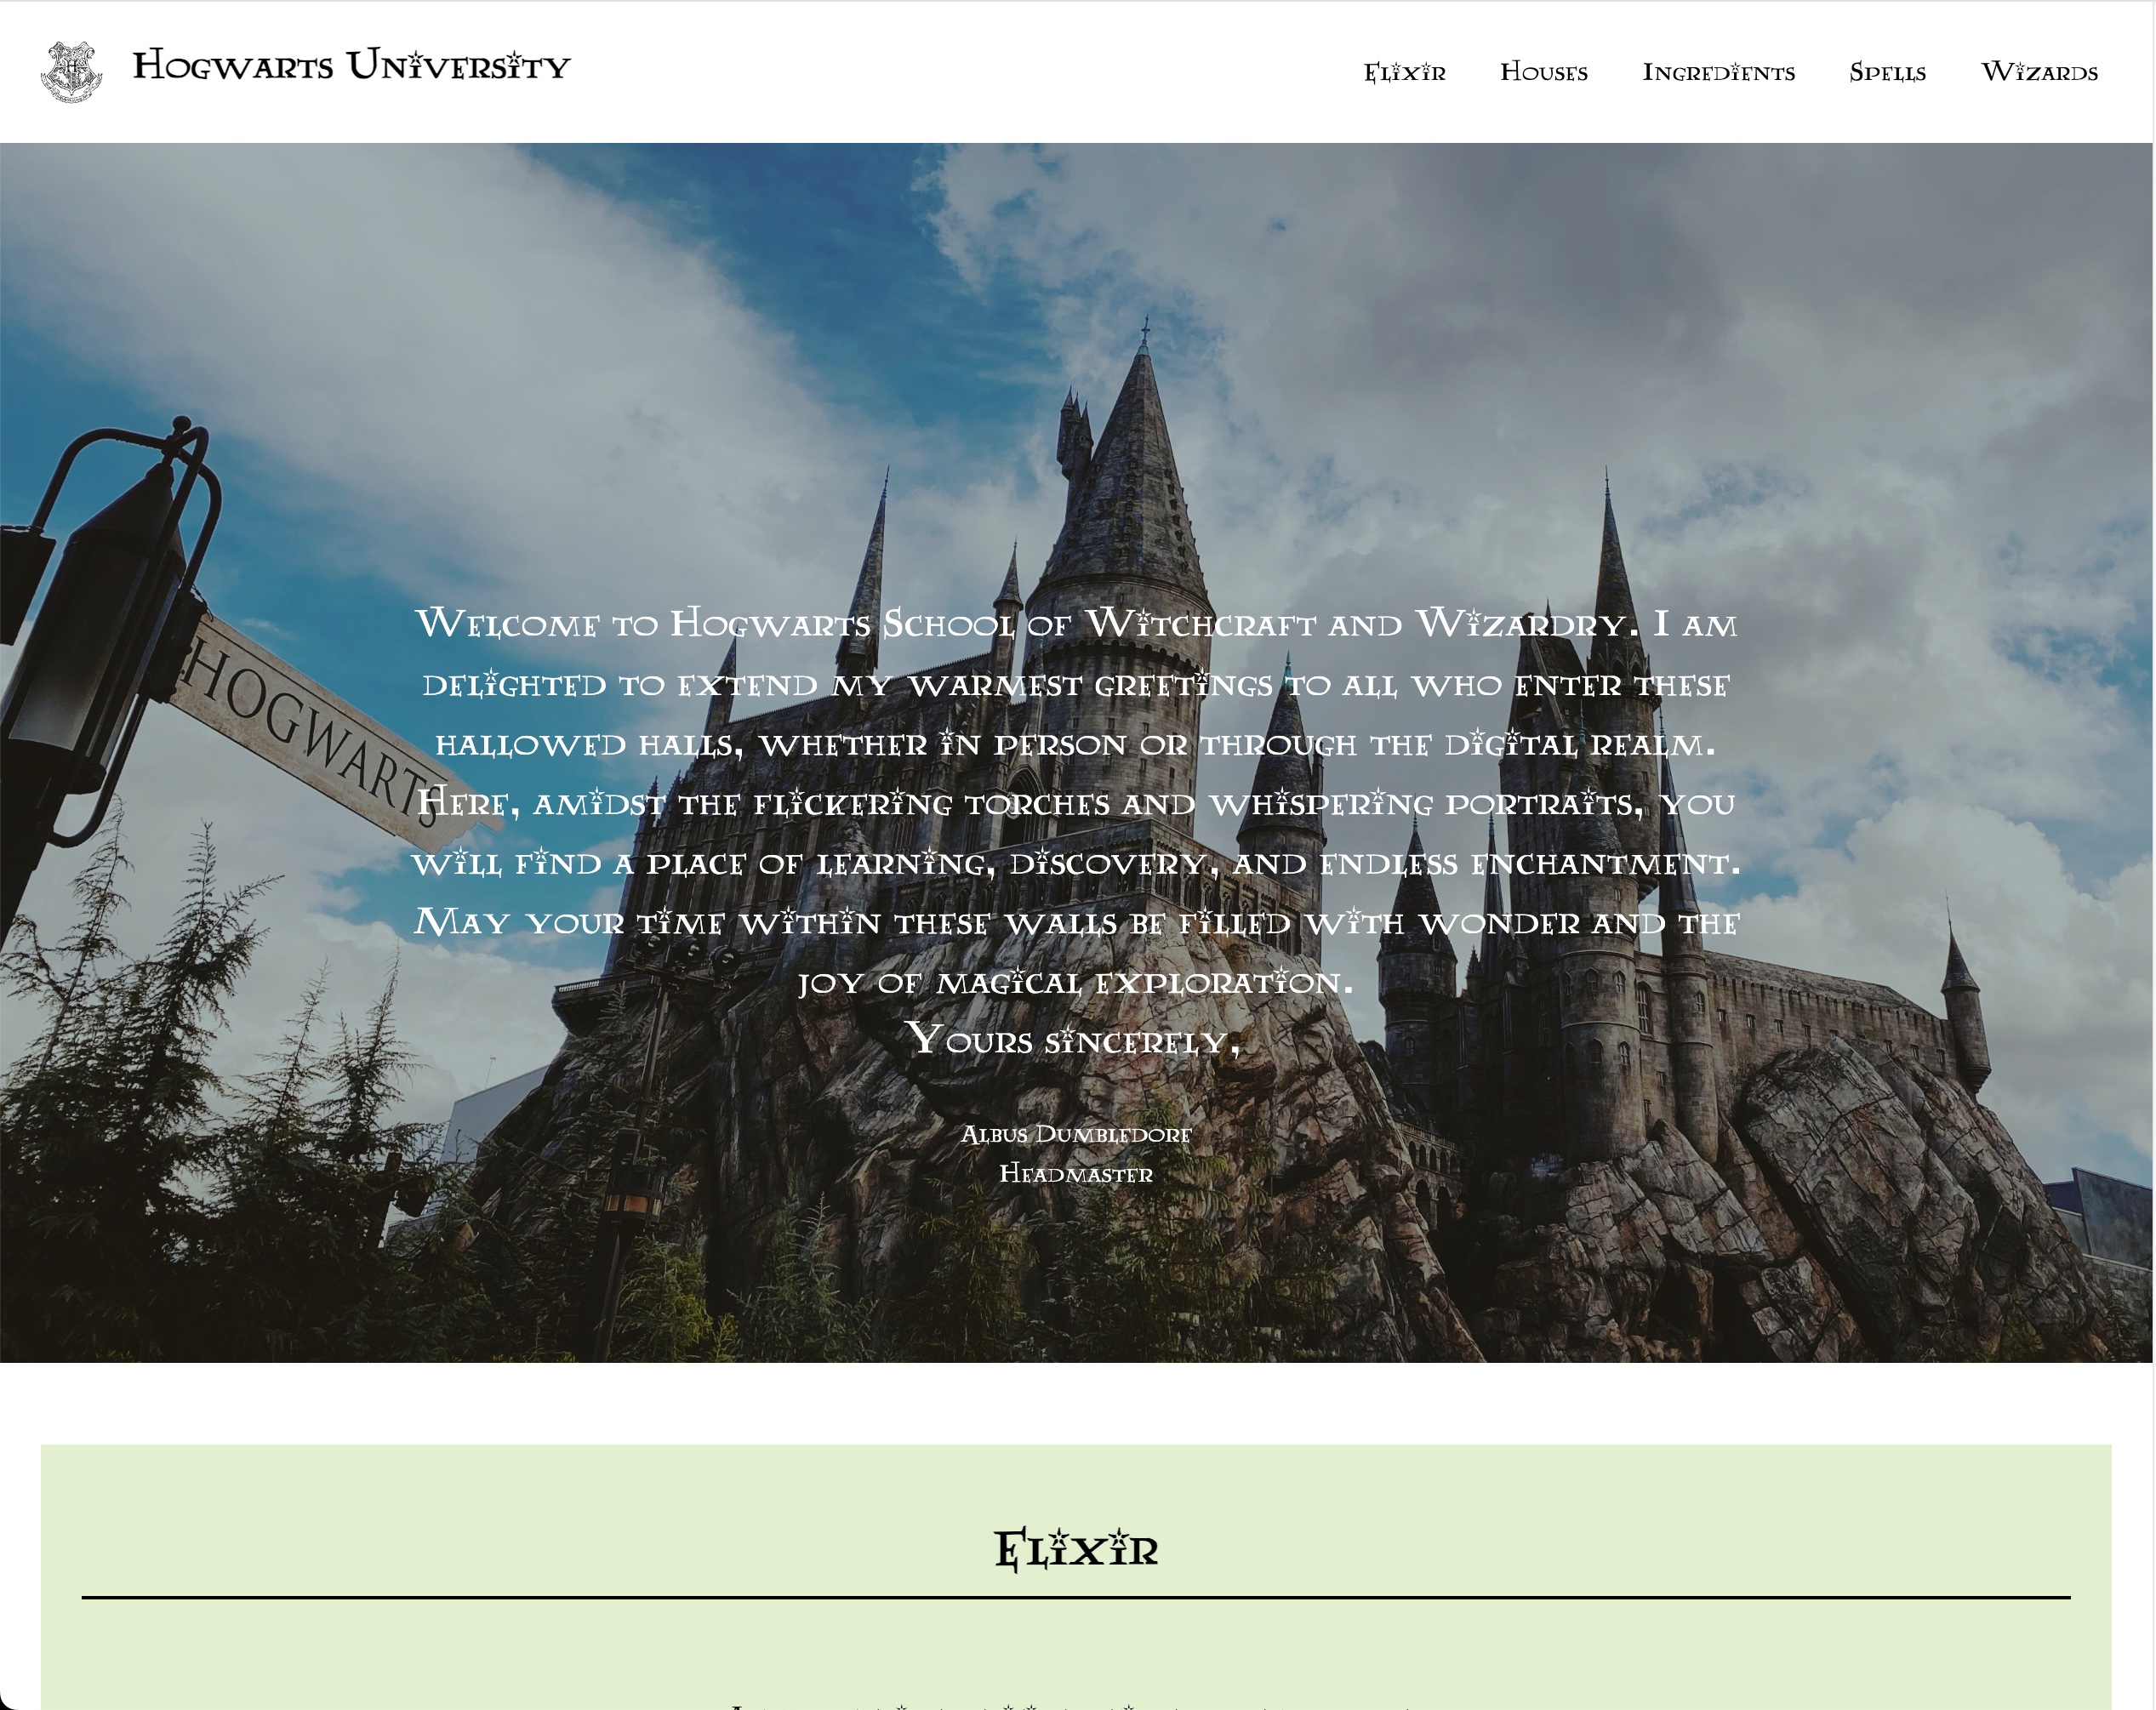 Hogwarts University
Elixir
Houses
Ingredients
Spells
Wizards
HOGWARTS
Welcome to Hogwarts School of Witchcraft and Wizardry. I am
delighted to extend my warmest greetings to all who enter these
hallowed halls, whether in person or through the digital realm.
Here, amidst the flickering torches and whispering portraits, you
will find a place of learning, discovery, and endless enchantment.
May your time within these walls be filled with wonder and the
joy of magical exploration.
Yours sincerely,
Albus Dumbledore
Headmaster
Elixir